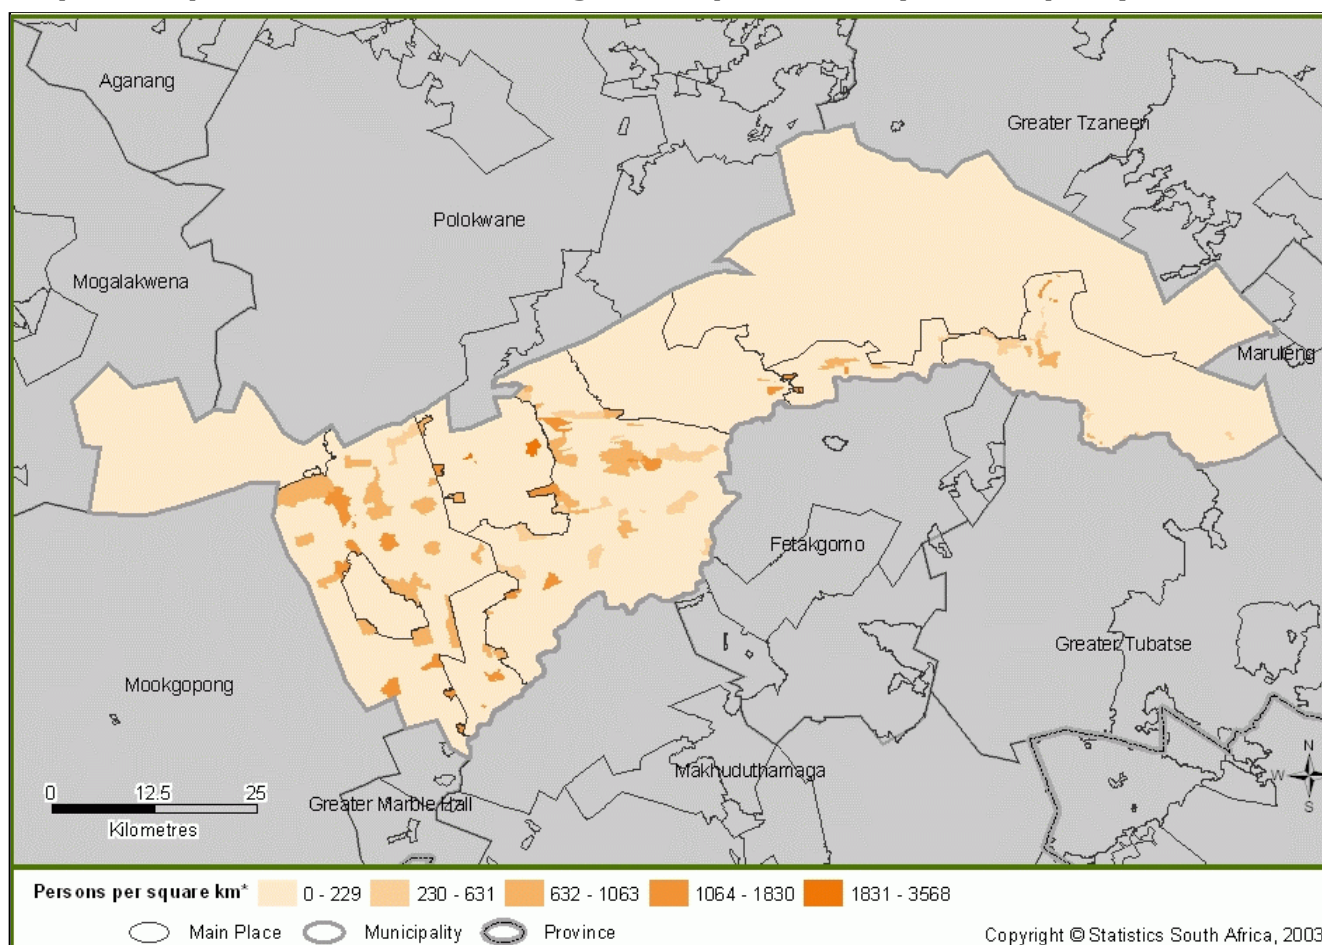 Aganang
Greater Tzaneen
Polokwane
Mogalakwena
Maruleng
Fetakgomo
Greater Tubatse
Mookgopong
Makhuduthamaga
Greater Marble Hall
0 12.5 25
Kilometres
N
W
S
Persons per square km* 0 - 229 230 - 631 632 - 1063 1064 - 1830 1831 - 3568
Main Place Municipality Province
Copyright © Statistics South Africa, 2003